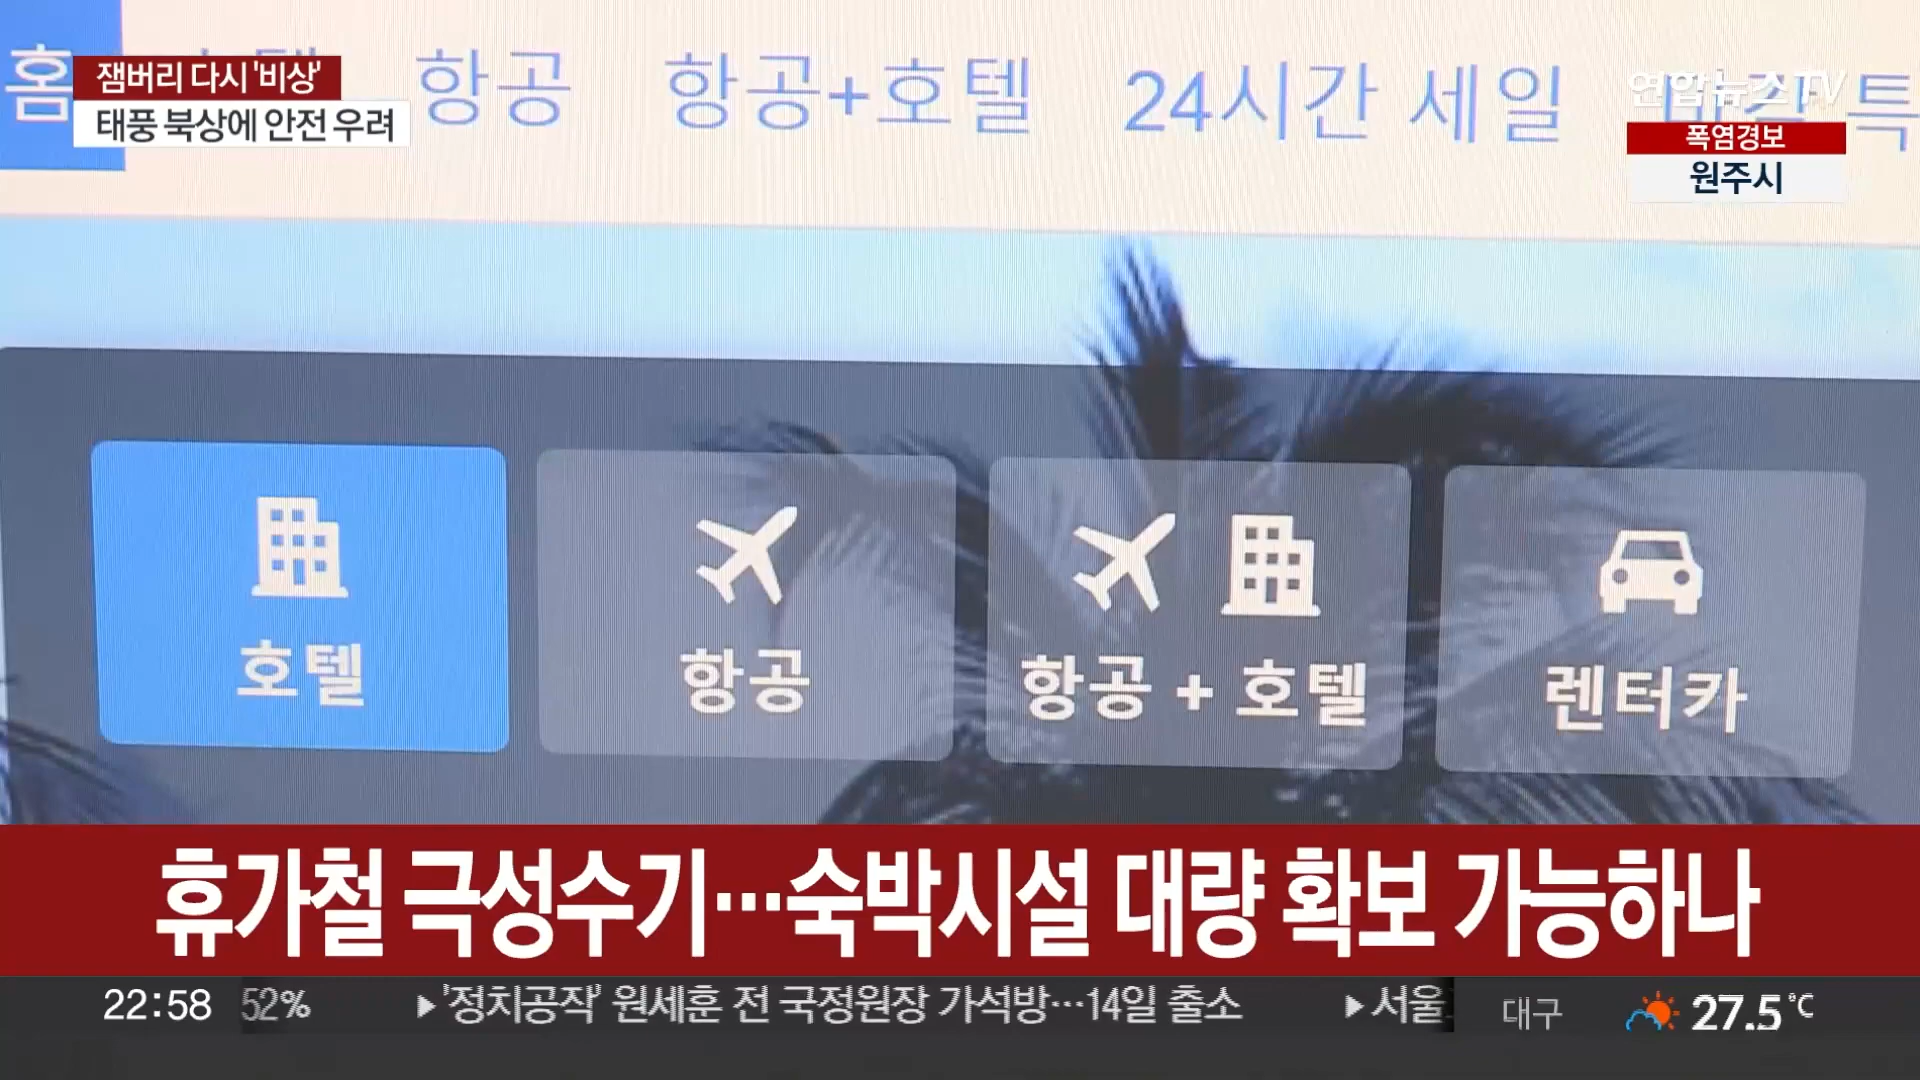 홈 항공 항공+호텔 24시간 세일
잼버리 다시 '비상'
태풍 북상에 안전 우려
연합뉴스TV
폭염경보
원주시
호텔
항공
항공 + 호텔
렌터카
휴가철 극성수기…숙박시설 대량 확보 가능하나
22:58 52% ▶'정치공작' 원세훈 전 국정원장 가석방…14일 출소 ▶서울 대구 27.5℃